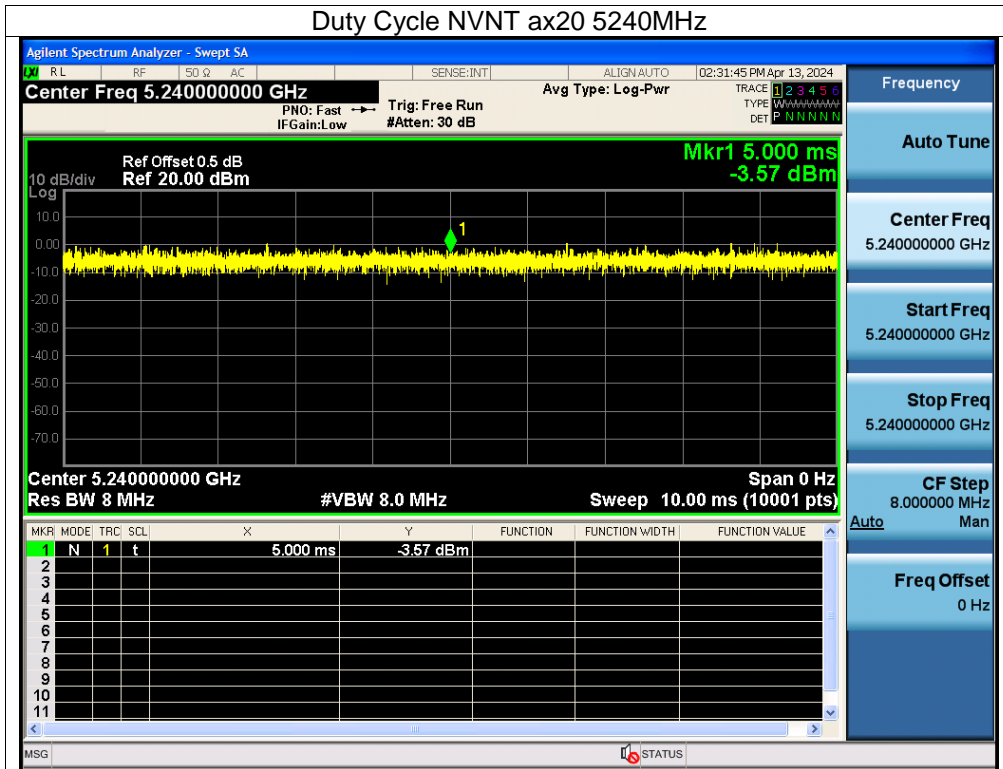 Duty Cycle NVNT ax20 5240MHz
Agilent Spectrum Analyzer - Swept SA
LXI RL RF 50 Ω AC SENSE:INT ALIGN AUTO 02:31:45 PM Apr 13, 2024
Center Freq 5.240000000 GHz
PNO: Fast
IFGain:Low
Trig: Free Run
#Atten: 30 dB
Avg Type: Log-Pwr
TRACE 1 2 3 4 5 6
TYPE WWWWWW
DET P N N N N N
Mkr1 5.000 ms
-3.57 dBm
Ref Offset 0.5 dB
10 dB/div Ref 20.00 dBm
Log
10.0
0.00
-10.0
-20.0
-30.0
-40.0
-50.0
-60.0
-70.0
1
Center 5.240000000 GHz Span 0 Hz
Res BW 8 MHz #VBW 8.0 MHz Sweep 10.00 ms (10001 pts)
MKR MODE TRC SCL X Y FUNCTION FUNCTION WIDTH FUNCTION VALUE
1 N 1 t 5.000 ms -3.57 dBm
2
3
4
5
6
7
8
9
10
11
MSG STATUS
Frequency
Auto Tune
Center Freq
5.240000000 GHz
Start Freq
5.240000000 GHz
Stop Freq
5.240000000 GHz
CF Step
8.000000 MHz
Auto Man
Freq Offset
0 Hz